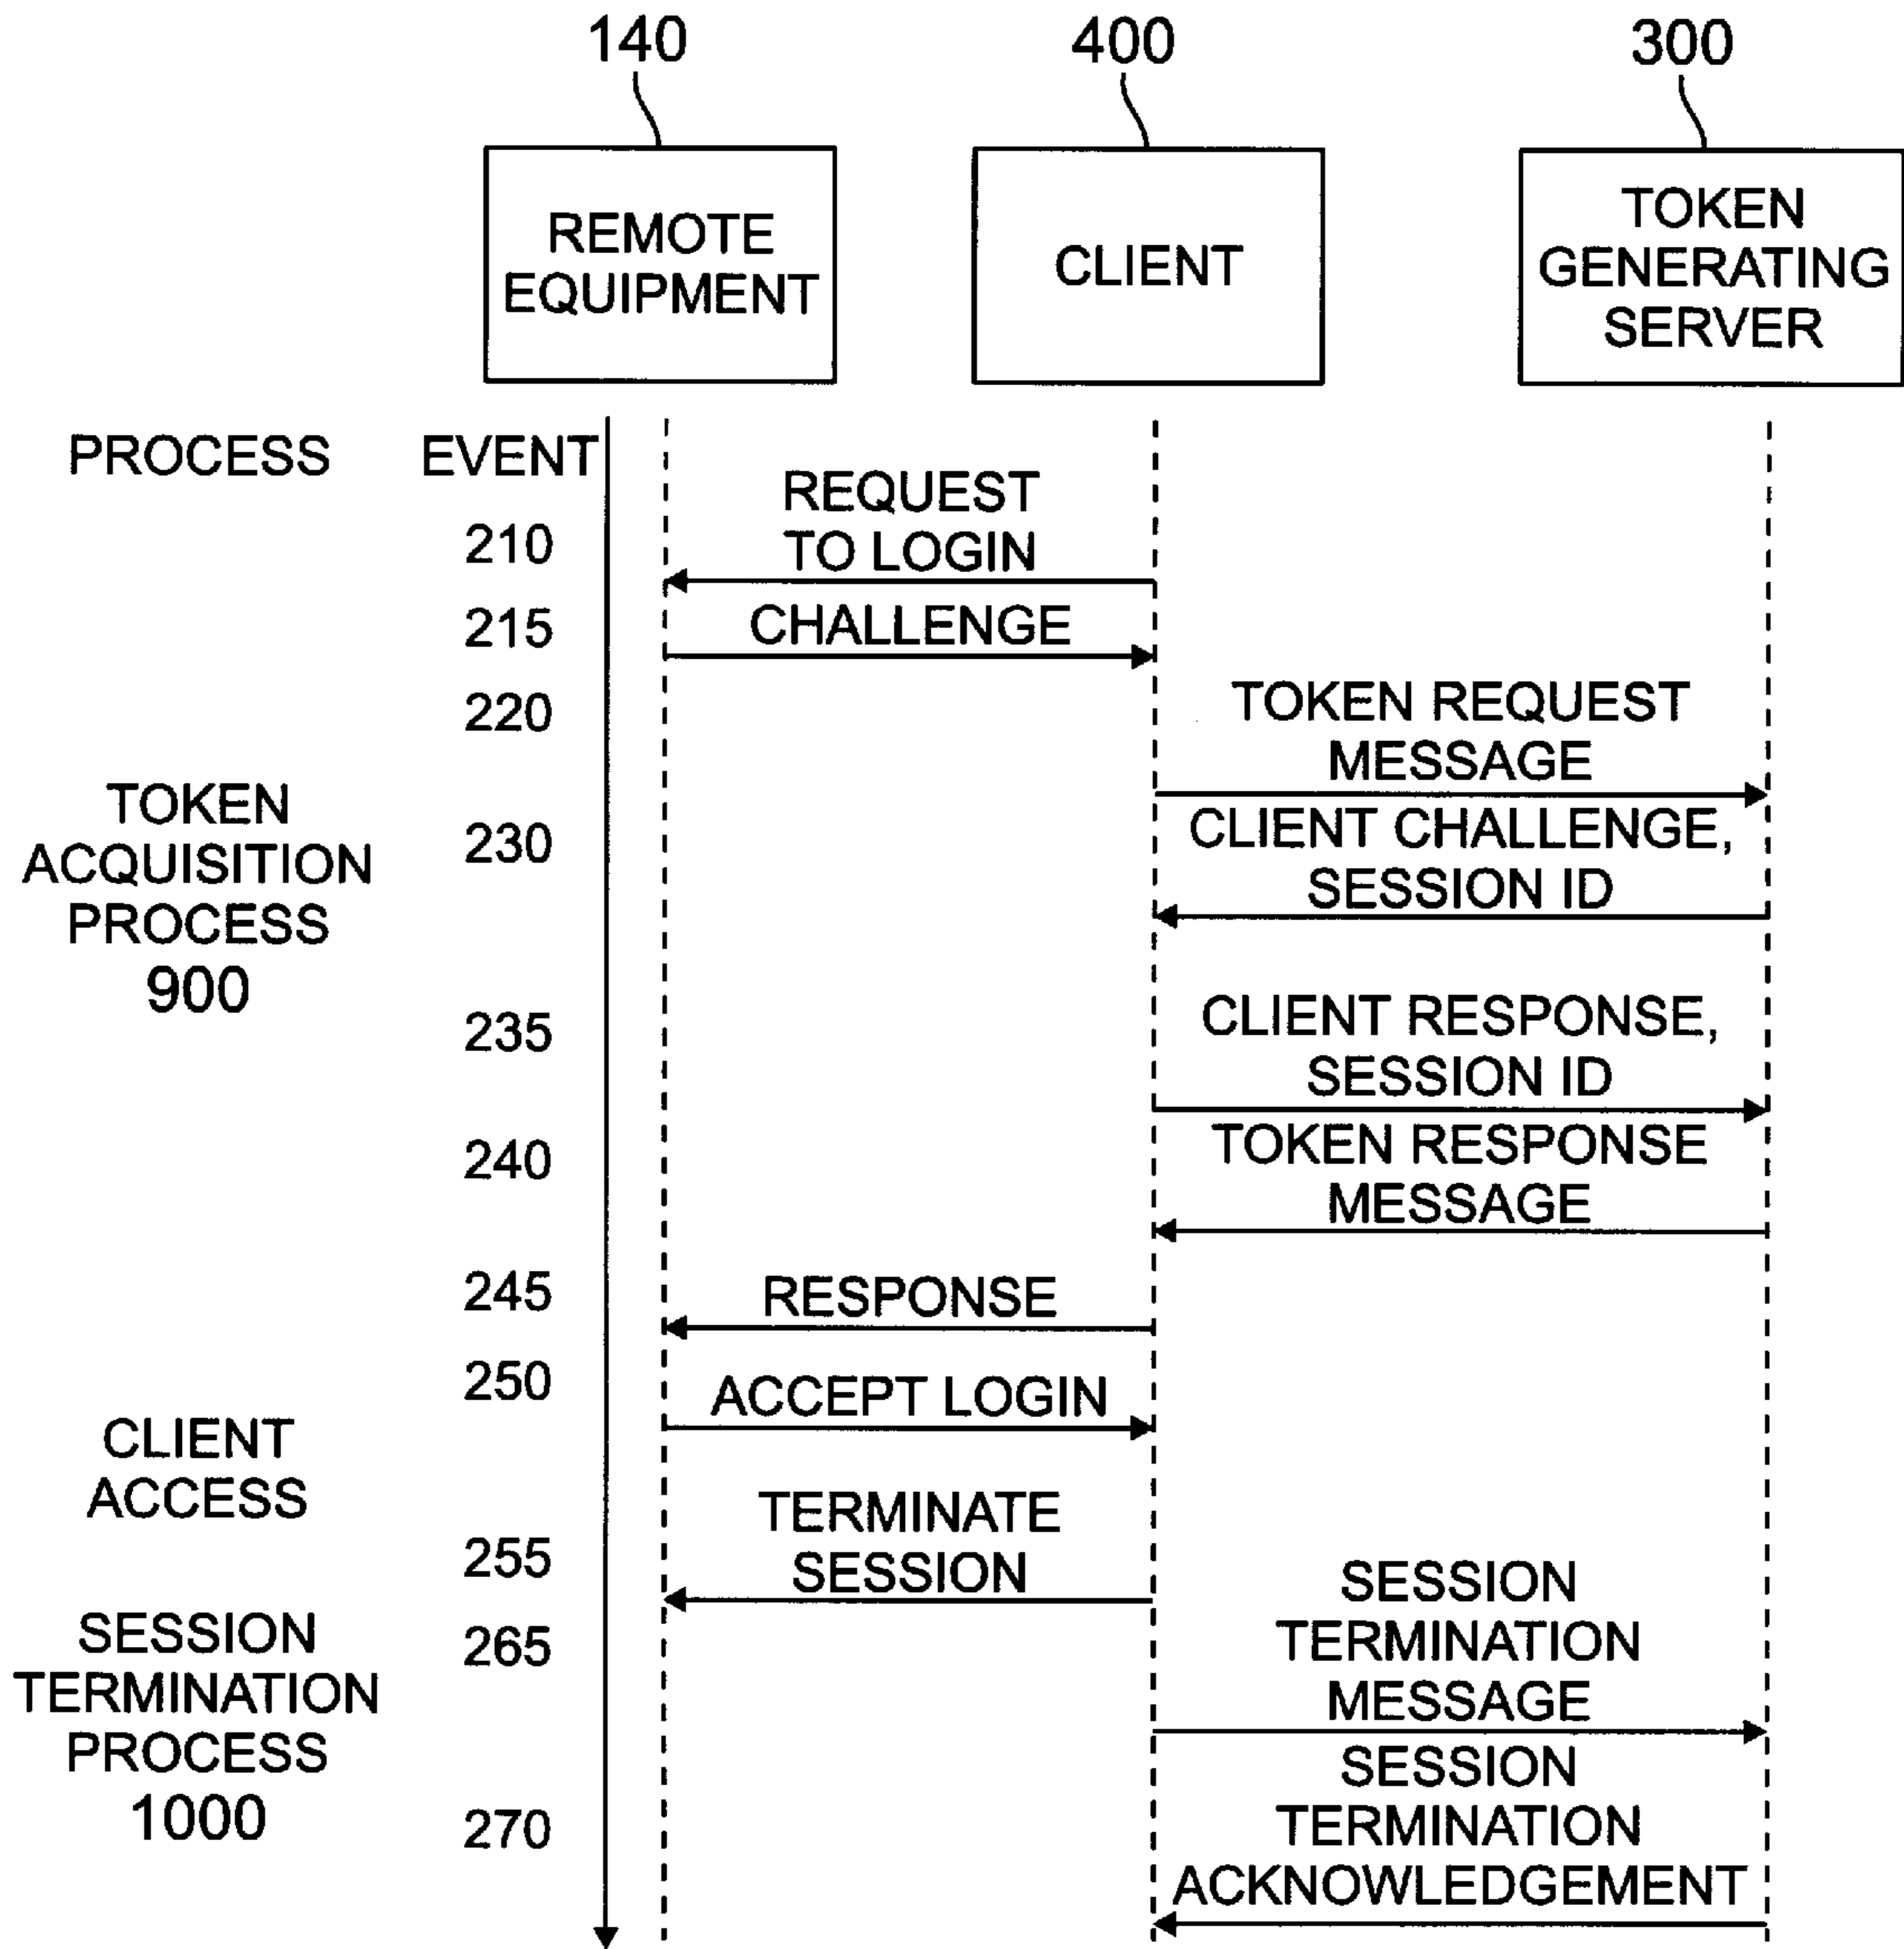 140
400
300
REMOTE
EQUIPMENT
CLIENT
TOKEN
GENERATING
SERVER
PROCESS
EVENT
210
REQUEST
TO LOGIN
215
CHALLENGE
220
TOKEN REQUEST
MESSAGE
TOKEN
ACQUISITION
PROCESS
900
230
CLIENT CHALLENGE,
SESSION ID
235
CLIENT RESPONSE,
SESSION ID
240
TOKEN RESPONSE
MESSAGE
245
RESPONSE
250
ACCEPT LOGIN
CLIENT
ACCESS
255
TERMINATE
SESSION
SESSION
TERMINATION
PROCESS
1000
265
SESSION
TERMINATION
MESSAGE
270
SESSION
TERMINATION
ACKNOWLEDGEMENT